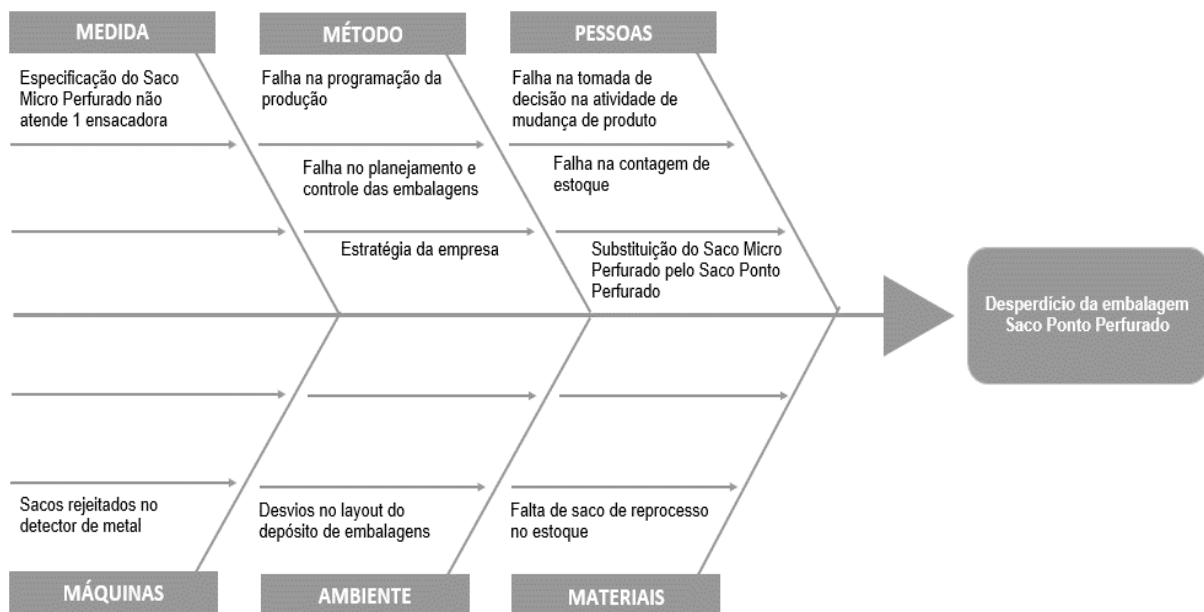 MEDIDA
MÉTODO
PESSOAS
Especificação do Saco
Micro Perfurado não
atende 1 ensacadora
Falha na programação da
produção
Falha na tomada de
decisão na atividade de
mudança de produto
Falha no planejamento e
controle das embalagens
Falha na contagem de
estoque
Estratégia da empresa
Substituição do Saco Micro
Perfurado pelo Saco Ponto
Perfurado
Desperdício da embalagem
Saco Ponto Perfurado
Sacos rejeitados no
detector de metal
Desvios no layout do
depósito de embalagens
Falta de saco de reprocesso
no estoque
MÁQUINAS
AMBIENTE
MATERIAIS